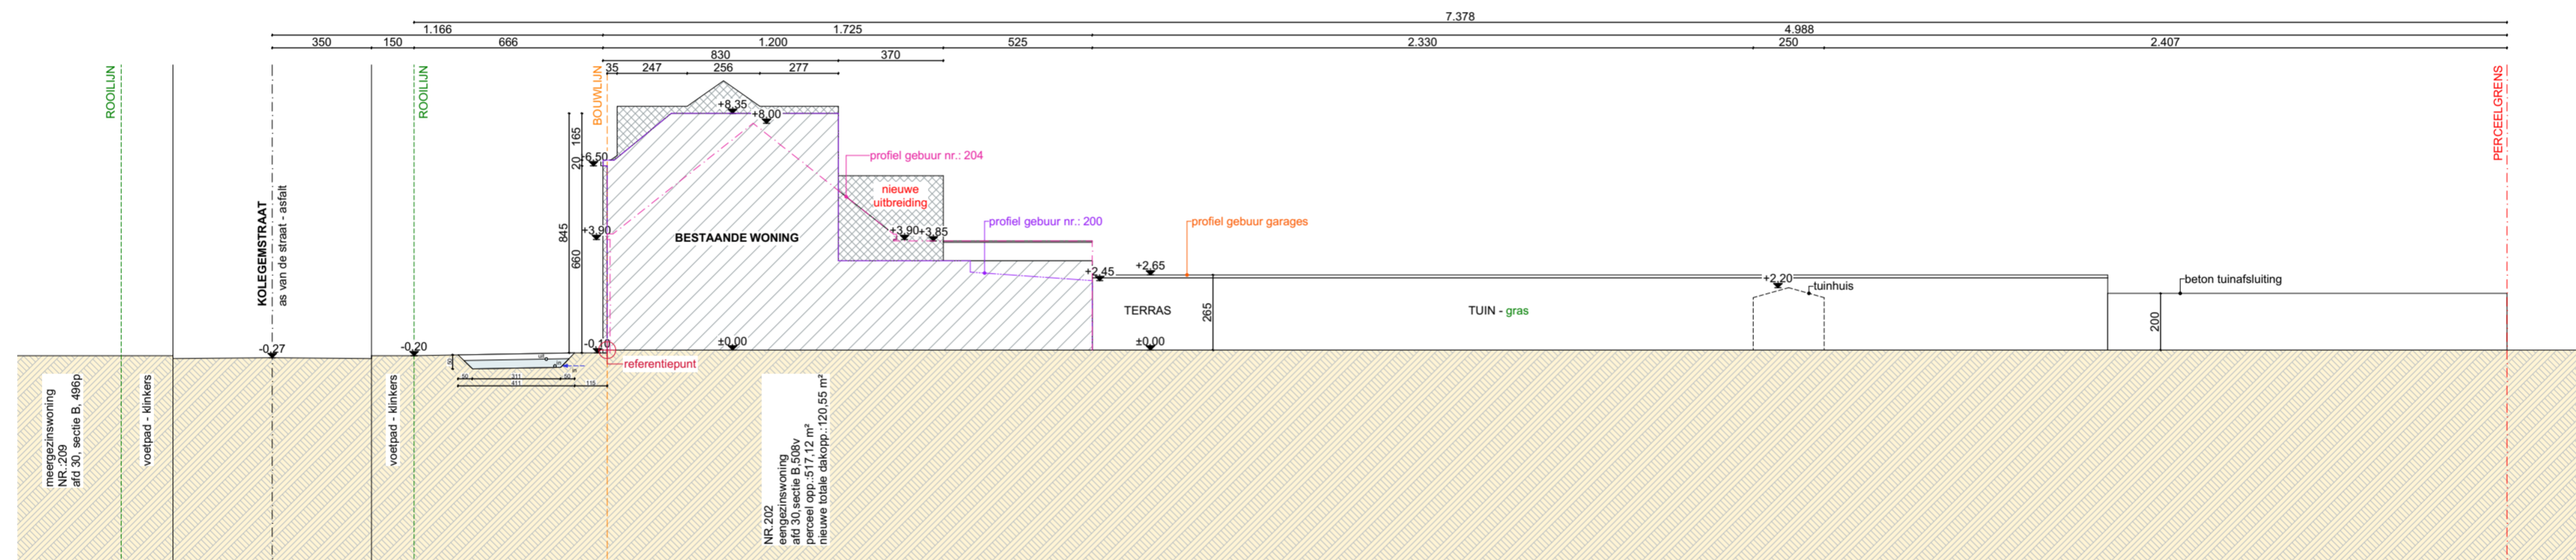 7.378
1.166
1.725
4.988
350
150
666
1.200
525
2.330
250
2.407
830
370
35
247
256
277
ROOILIJN
ROOILIJN
BOUWLIJN
PERCEELGRENS
+8,35
+8,00
165
20
+6,50
profiel gebuur nr.: 204
nieuwe
uitbreiding
KOLEGEMSTRAAT
as van de straat - asfalt
845
660
+3,90
BESTAANDE WONING
+3,90
+3,85
profiel gebuur nr.: 200
profiel gebuur garages
+2,45
+2,65
+2,20
tuinhuis
beton tuinafsluiting
TERRAS
265
TUIN - gras
200
-0,27
-0,20
-0,10
±0,00
±0,00
referentiepunt
50
311
50
411
115
meergezinswoning
NR.:209
afd 30, sectie B, 496p
voetpad - klinkers
voetpad - klinkers
NR.202
eengezinswoning
afd 30,sectie B,508v
perceel opp.:517,12 m²
nieuwe totale dakopp.:120,55 m²